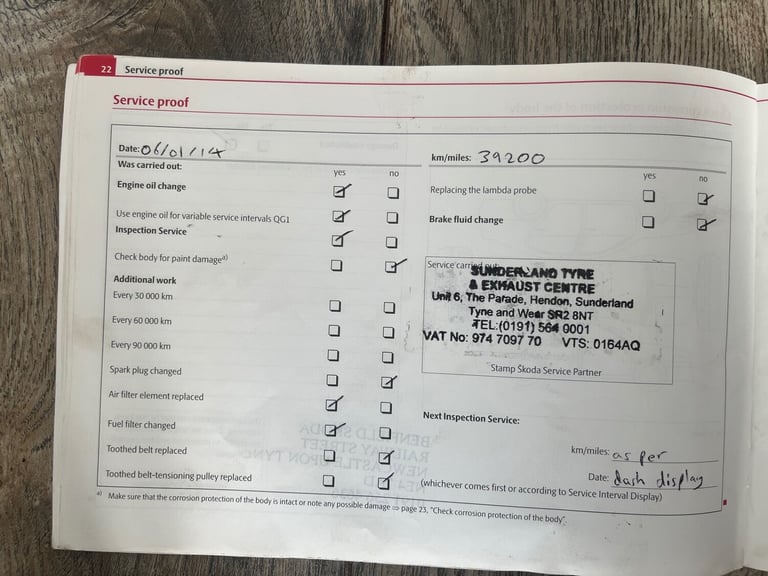 22 Service proof
Service proof
Date: 06/01/14
km/miles: 39200
Was carried out:
yes no
yes no
Engine oil change
Replacing the lambda probe
Use engine oil for variable service intervals QG1
Brake fluid change
Inspection Service
Check body for paint damage a)
Service carried out:
SUNDERLAND TYRE
& EXHAUST CENTRE
Unit 6, The Parade, Hendon, Sunderland
Tyne and Wear SR2 8NT
TEL:(0191) 564 9001
VAT No: 974 7097 70 VTS: 0164AQ
Stamp Škoda Service Partner
Additional work
Every 30 000 km
Every 60 000 km
Every 90 000 km
Spark plug changed
Air filter element replaced
Fuel filter changed
Toothed belt replaced
Toothed belt-tensioning pulley replaced
Next Inspection Service:
km/miles: as per
Date: dash display
(whichever comes first or according to Service Interval Display)
a) Make sure that the corrosion protection of the body is intact or note any possible damage ⇒ page 23, "Check corrosion protection of the body".